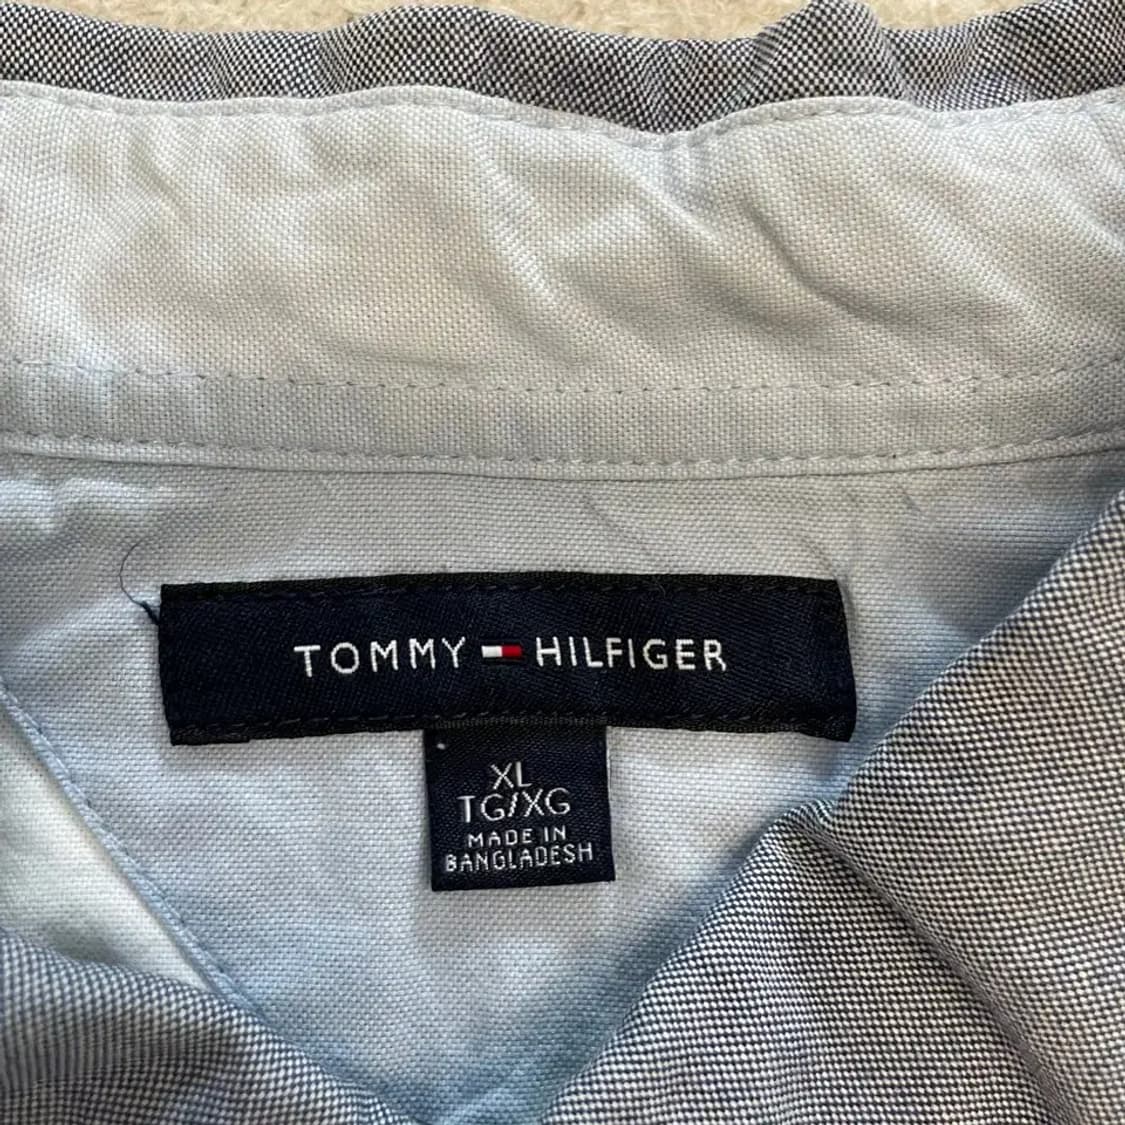 TOMMY HILFIGER
XL
TG/XG
MADE IN
BANGLADESH